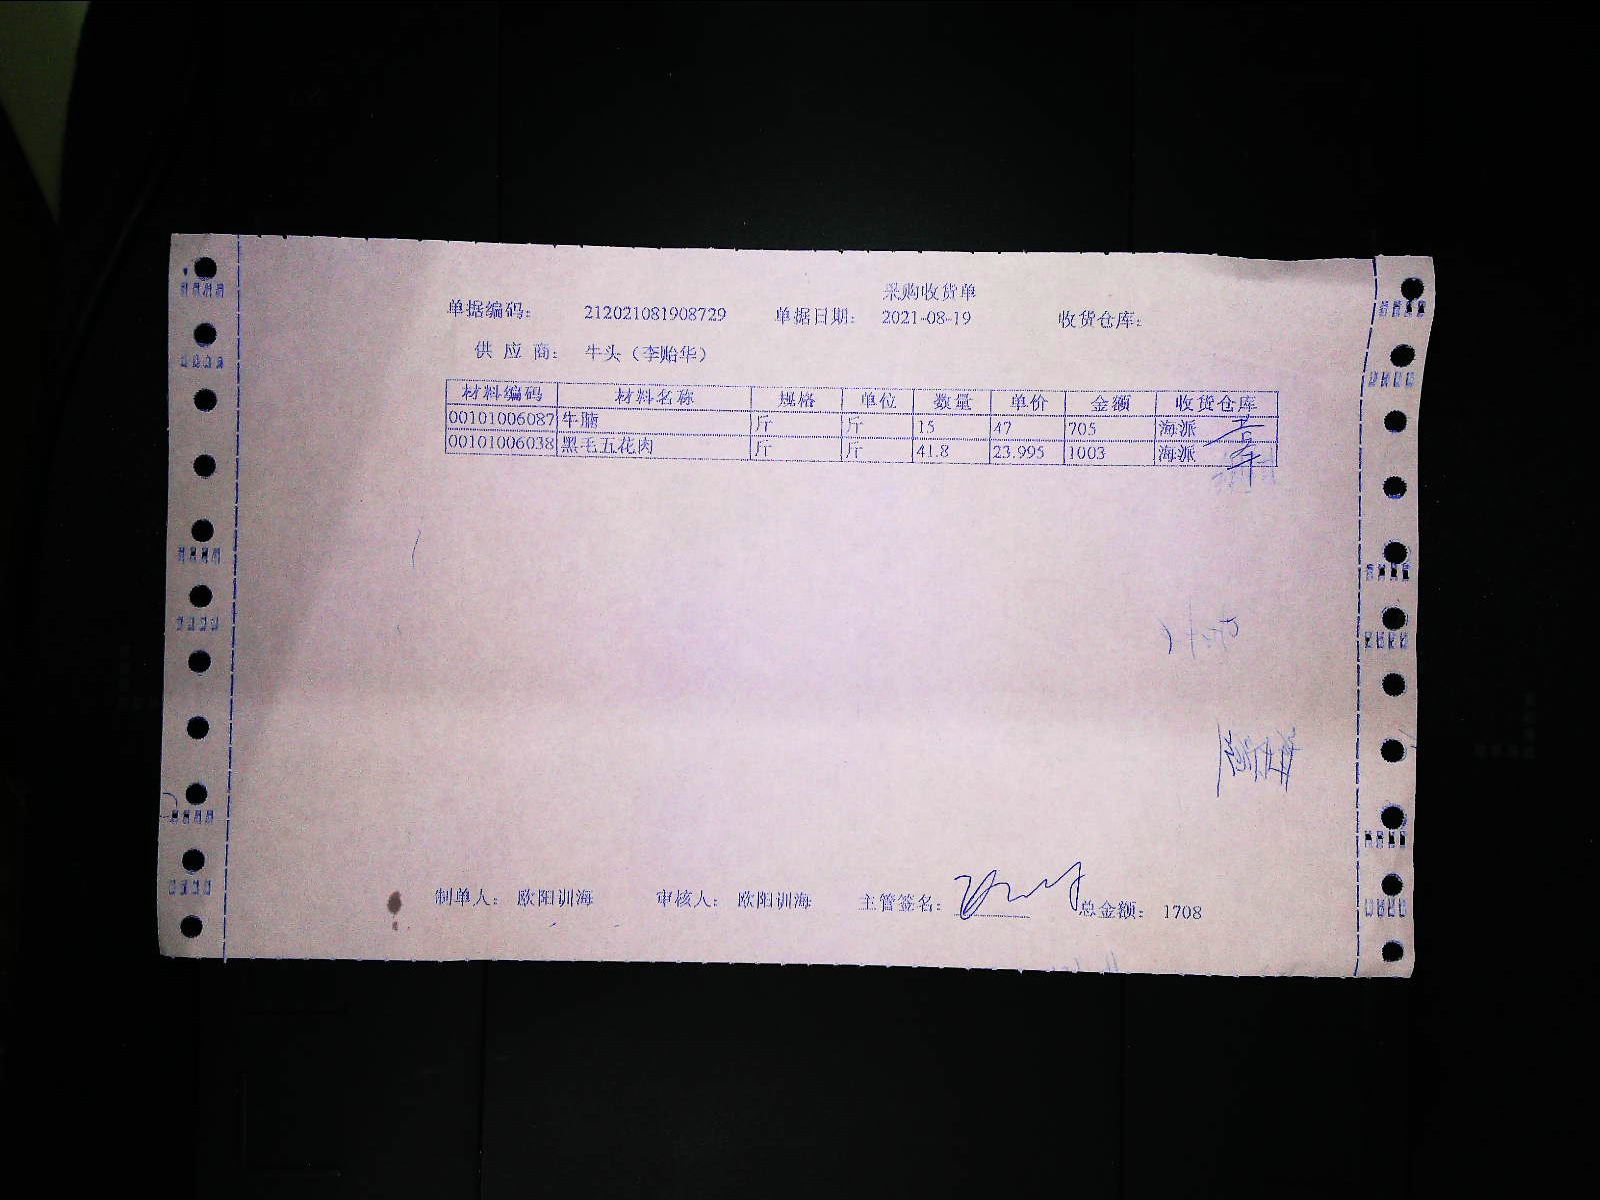 采购收货单
单据编码: 212021081908729 单据日期: 2021-08-19 收货仓库:
供 应 商: 牛头（李贻华）
材料编码 材料名称 规格 单位 数量 单价 金额 收货仓库
00101006087 牛腩 斤 斤 15 47 705 海派
00101006038 黑毛五花肉 斤 斤 41.8 23.995 1003 海派
制单人: 欧阳训海 审核人: 欧阳训海 主管签名: 总金额: 1708